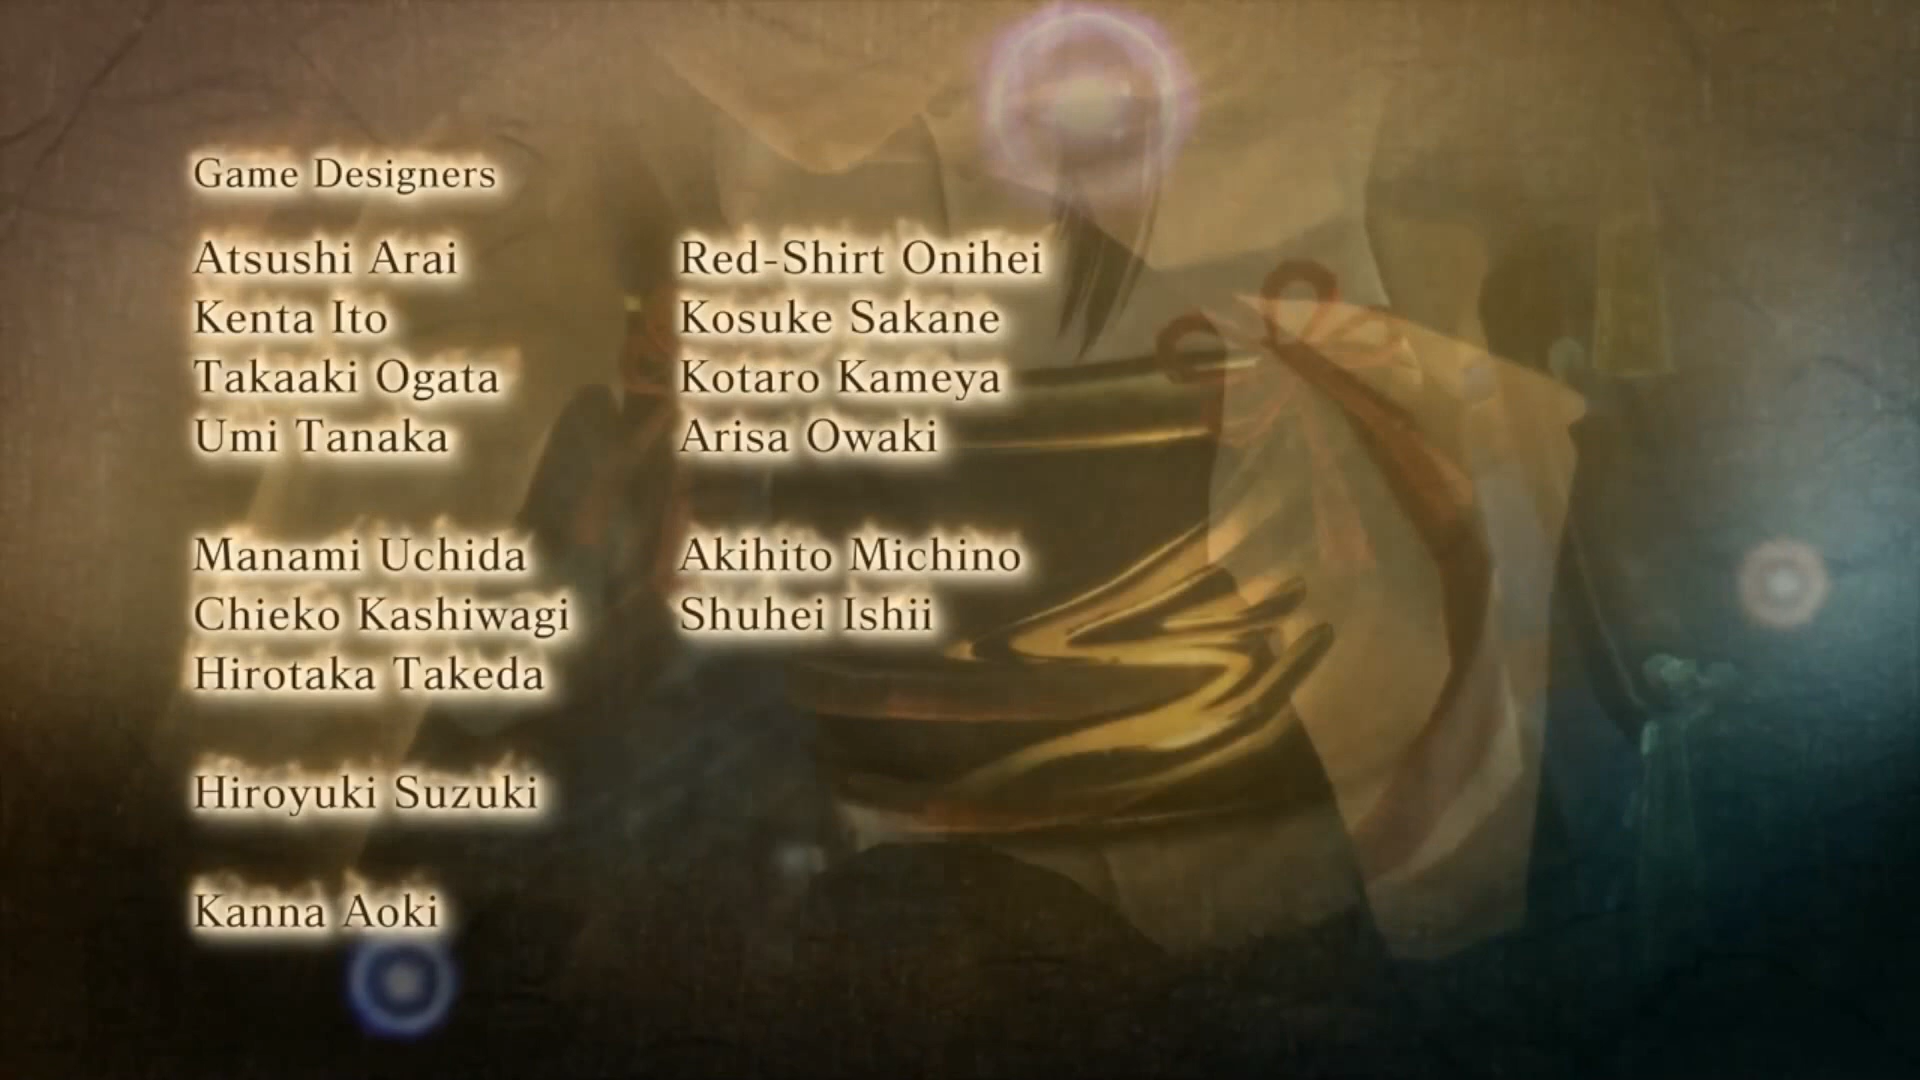 Game Designers
Atsushi Arai
Red-Shirt Onihei
Kenta Ito
Kosuke Sakane
Takaaki Ogata
Kotaro Kameya
Umi Tanaka
Arisa Owaki
Manami Uchida
Akihito Michino
Chieko Kashiwagi
Shuhei Ishii
Hirotaka Takeda
Hiroyuki Suzuki
Kanna Aoki